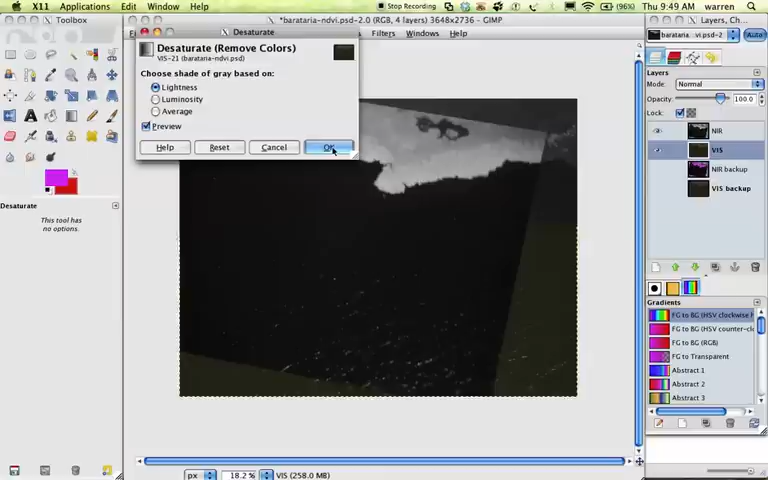 X11 Applications Edit Window Stop Recording (96%) Thu 9:49 AM warren
Toolbox
*barataria-ndvi.psd-2.0 (RGB, 4 layers) 3648x2736 – GIMP
Layers, Ch...
Desaturate
Filters Windows Help
barataria vi.psd-2 Auto
Desaturate (Remove Colors)
VIS-21 (barataria-ndvi.psd)
Choose shade of gray based on:
Lightness
Luminosity
Average
Preview
Help Reset Cancel OK
Layers
Mode: Normal
Opacity: 100.0
Lock:
NIR
VIS
NIR backup
VIS backup
Desaturate
This tool has
no options.
Gradients
FG to BG (HSV clockwise h
FG to BG (HSV counter-clo
FG to BG (RGB)
FG to Transparent
Abstract 1
Abstract 2
Abstract 3
px 18.2% VIS (258.0 MB)